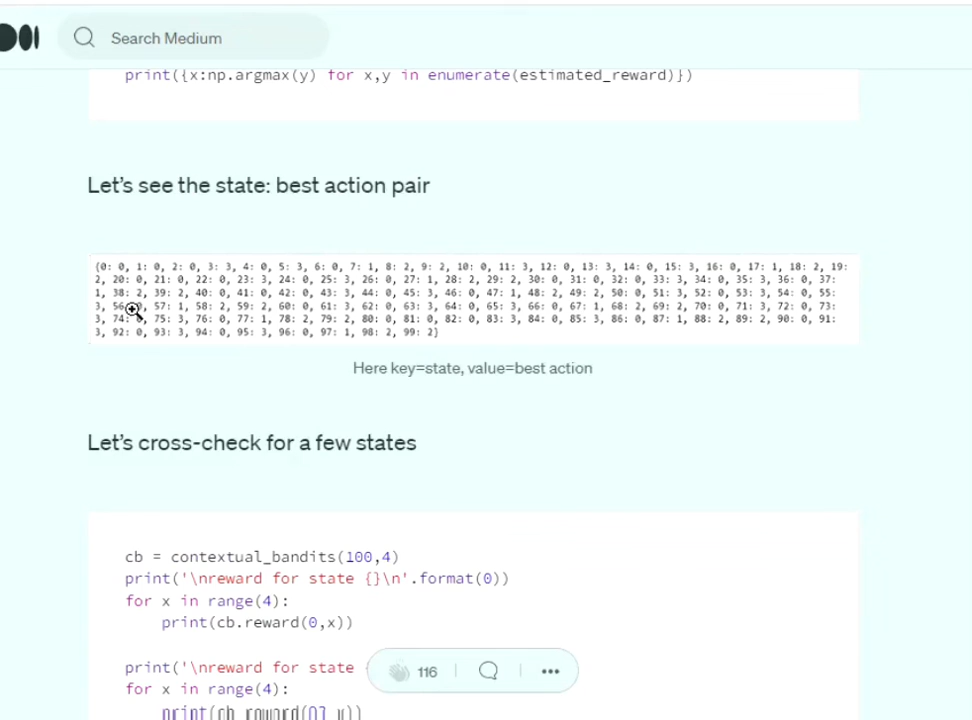 Search Medium
print({x:np.argmax(y) for x,y in enumerate(estimated_reward)})
Let's see the state: best action pair
{0: 0, 1: 0, 2: 0, 3: 3, 4: 0, 5: 3, 6: 0, 7: 1, 8: 2, 9: 2, 10: 0, 11: 3, 12: 0, 13: 3, 14: 0, 15: 3, 16: 0, 17: 1, 18: 2, 19:
2, 20: 0, 21: 0, 22: 0, 23: 3, 24: 0, 25: 3, 26: 0, 27: 1, 28: 2, 29: 2, 30: 0, 31: 0, 32: 0, 33: 3, 34: 0, 35: 3, 36: 0, 37:
1, 38: 2, 39: 2, 40: 0, 41: 0, 42: 0, 43: 3, 44: 0, 45: 3, 46: 0, 47: 1, 48: 2, 49: 2, 50: 0, 51: 3, 52: 0, 53: 3, 54: 0, 55:
3, 56 0, 57: 1, 58: 2, 59: 2, 60: 0, 61: 3, 62: 0, 63: 3, 64: 0, 65: 3, 66: 0, 67: 1, 68: 2, 69: 2, 70: 0, 71: 3, 72: 0, 73:
3, 74: 75: 3, 76: 0, 77: 1, 78: 2, 79: 2, 80: 0, 81: 0, 82: 0, 83: 3, 84: 0, 85: 3, 86: 0, 87: 1, 88: 2, 89: 2, 90: 0, 91:
3, 92: 0, 93: 3, 94: 0, 95: 3, 96: 0, 97: 1, 98: 2, 99: 2}
Here key=state, value=best action
Let's cross-check for a few states
cb = contextual_bandits(100,4)
print('\nreward for state {}\n'.format(0))
for x in range(4):
print(cb.reward(0,x))
print('\nreward for state
for x in range(4):
116